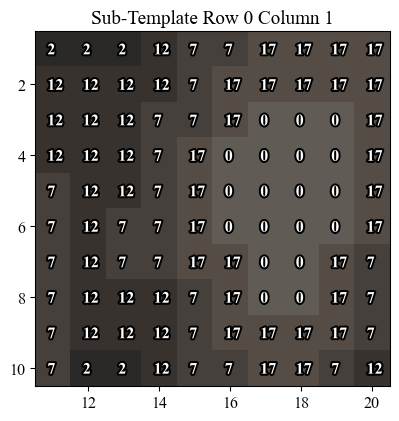 Sub-Template Row 0 Column 1
2 2 2 12 7 7 17 17 17 17
2 12 12 12 12 7 17 17 17 17 17
12 12 12 7 7 17 0 0 0 17
4 12 12 12 7 17 0 0 0 0 17
7 12 12 7 17 0 0 0 0 17
6 7 12 7 7 17 0 0 0 0 17
7 12 7 7 17 17 0 0 17 7
8 7 12 12 12 7 17 0 0 17 7
7 12 12 12 7 17 17 17 17 7
10 7 2 2 12 7 7 17 17 7 12
12 14 16 18 20